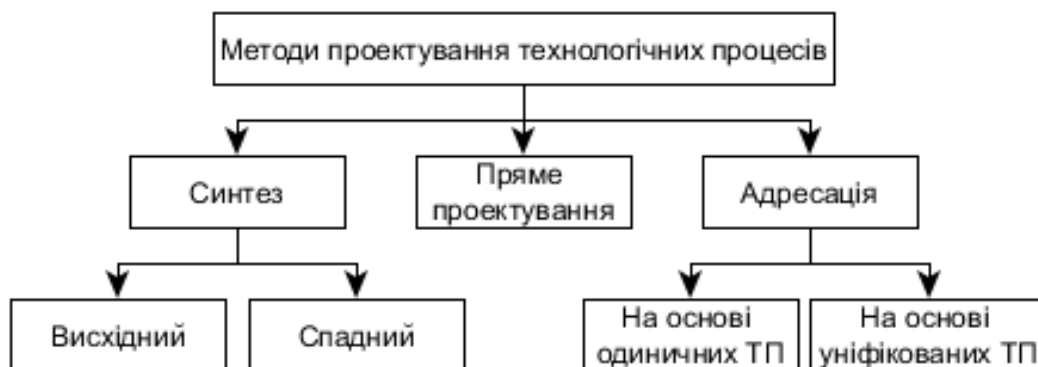 Методи проектування технологічних процесів
Синтез
Пряме
проектування
Адресація
Висхідний
Спадний
На основі
одиничних ТП
На основі
уніфікованих ТП